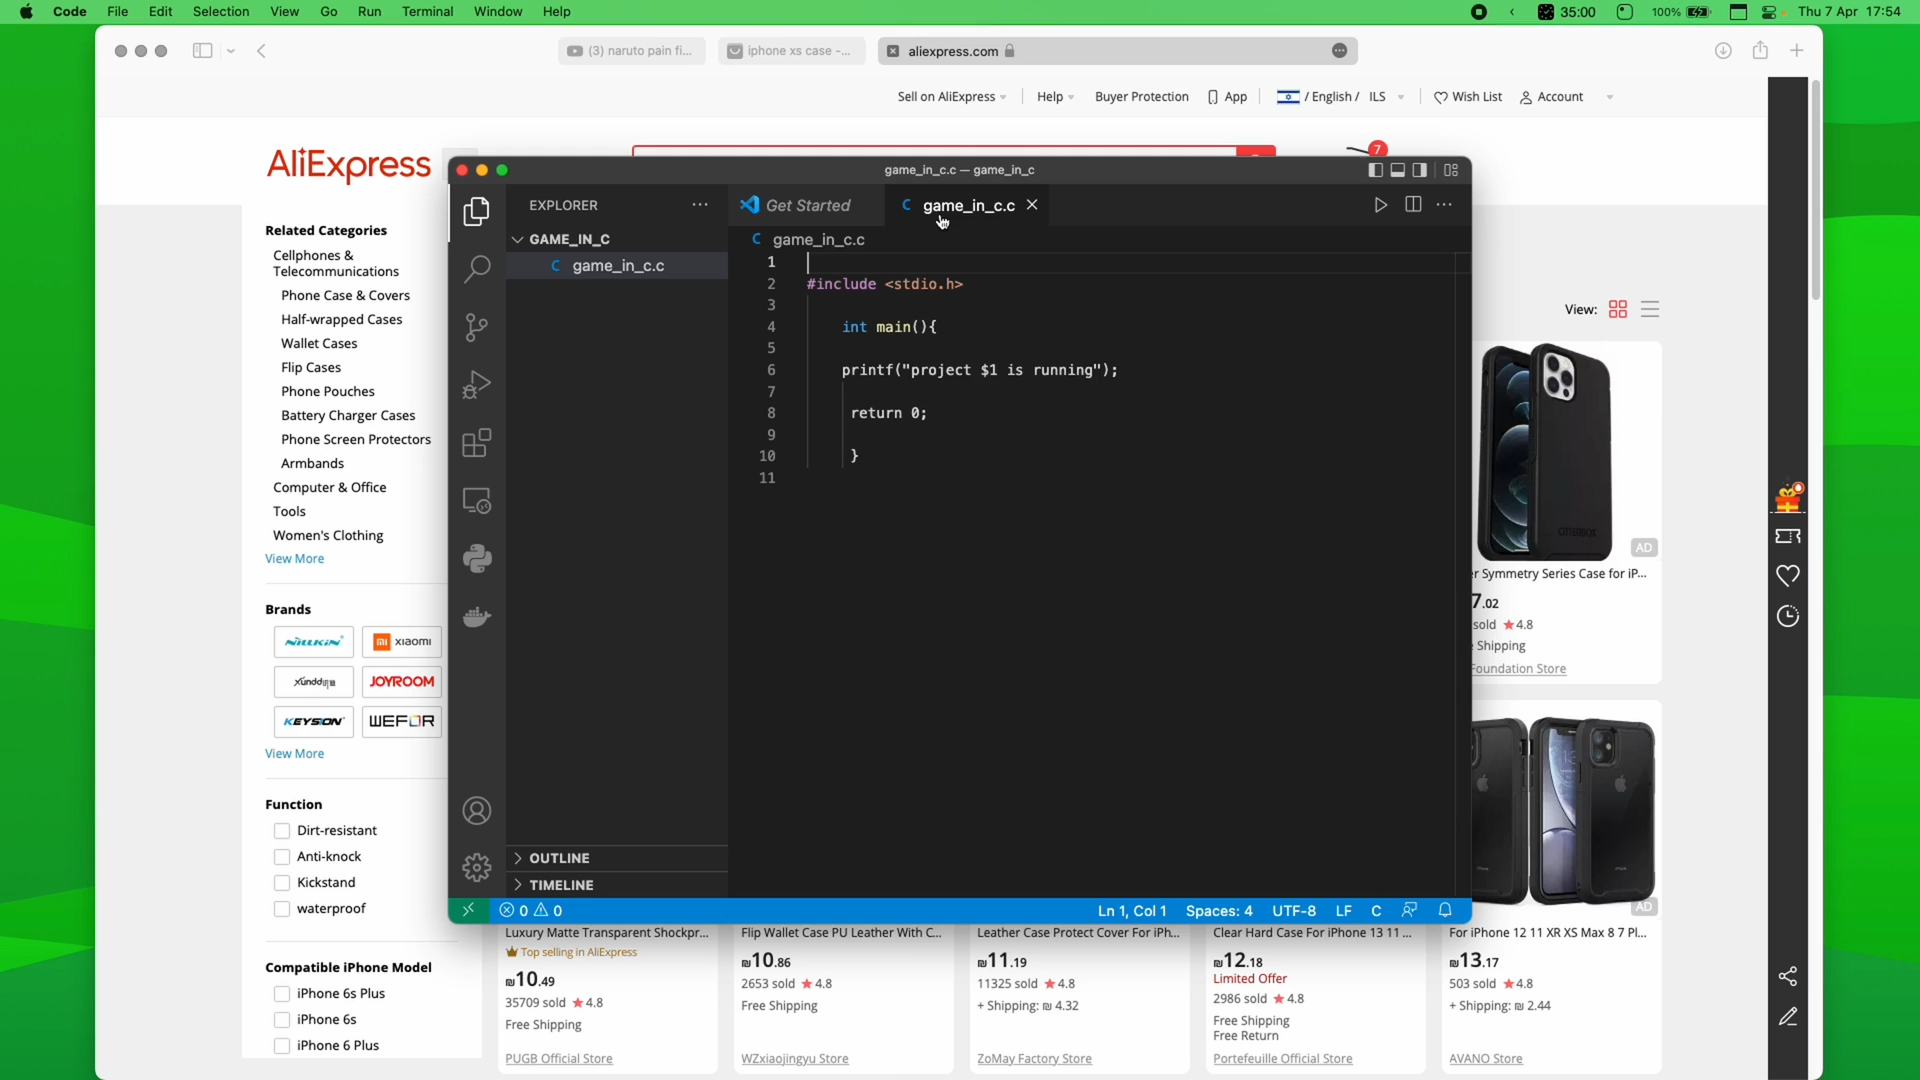 Code File Edit Selection View Go Run Terminal Window Help
35:00 100% Thu 7 Apr 17:54
(3) naruto pain fi... iphone xs case -... aliexpress.com
Sell on AliExpress Help Buyer Protection App / English / ILS Wish List Account
AliExpress
7
game_in_c.c — game_in_c
EXPLORER
Get Started
game_in_c.c
GAME_IN_C
game_in_c.c
game_in_c.c
1
2 #include <stdio.h>
3
4 int main(){
5
6 printf("project $1 is running");
7
8 return 0;
9
10 }
11
OUTLINE
TIMELINE
0 0 Ln 1, Col 1 Spaces: 4 UTF-8 LF C
Related Categories
Cellphones &
Telecommunications
Phone Case & Covers
Half-wrapped Cases
Wallet Cases
Flip Cases
Phone Pouches
Battery Charger Cases
Phone Screen Protectors
Armbands
Computer & Office
Tools
Women's Clothing
View More
Brands
NILLKIN mi xiaomi
Xundd JOYROOM
KEYSION WEFOR
View More
Function
Dirt-resistant
Anti-knock
Kickstand
waterproof
Compatible iPhone Model
iPhone 6s Plus
iPhone 6s
iPhone 6 Plus
View:
OTTERBOX
AD
r Symmetry Series Case for iP...
7.02
sold 4.8
Shipping
Foundation Store
AD
Luxury Matte Transparent Shockpr...
Top selling in AliExpress
₪10.49
35709 sold 4.8
Free Shipping
PUGB Official Store
Flip Wallet Case PU Leather With C...
₪10.86
2653 sold 4.8
Free Shipping
WZxiaojingyu Store
Leather Case Protect Cover For iPh...
₪11.19
11325 sold 4.8
+ Shipping: ₪ 4.32
ZoMay Factory Store
Clear Hard Case For iPhone 13 11 ...
₪12.18
Limited Offer
2986 sold 4.8
Free Shipping
Free Return
Portefeuille Official Store
For iPhone 12 11 XR XS Max 8 7 Pl...
₪13.17
503 sold 4.8
+ Shipping: ₪ 2.44
AVANO Store